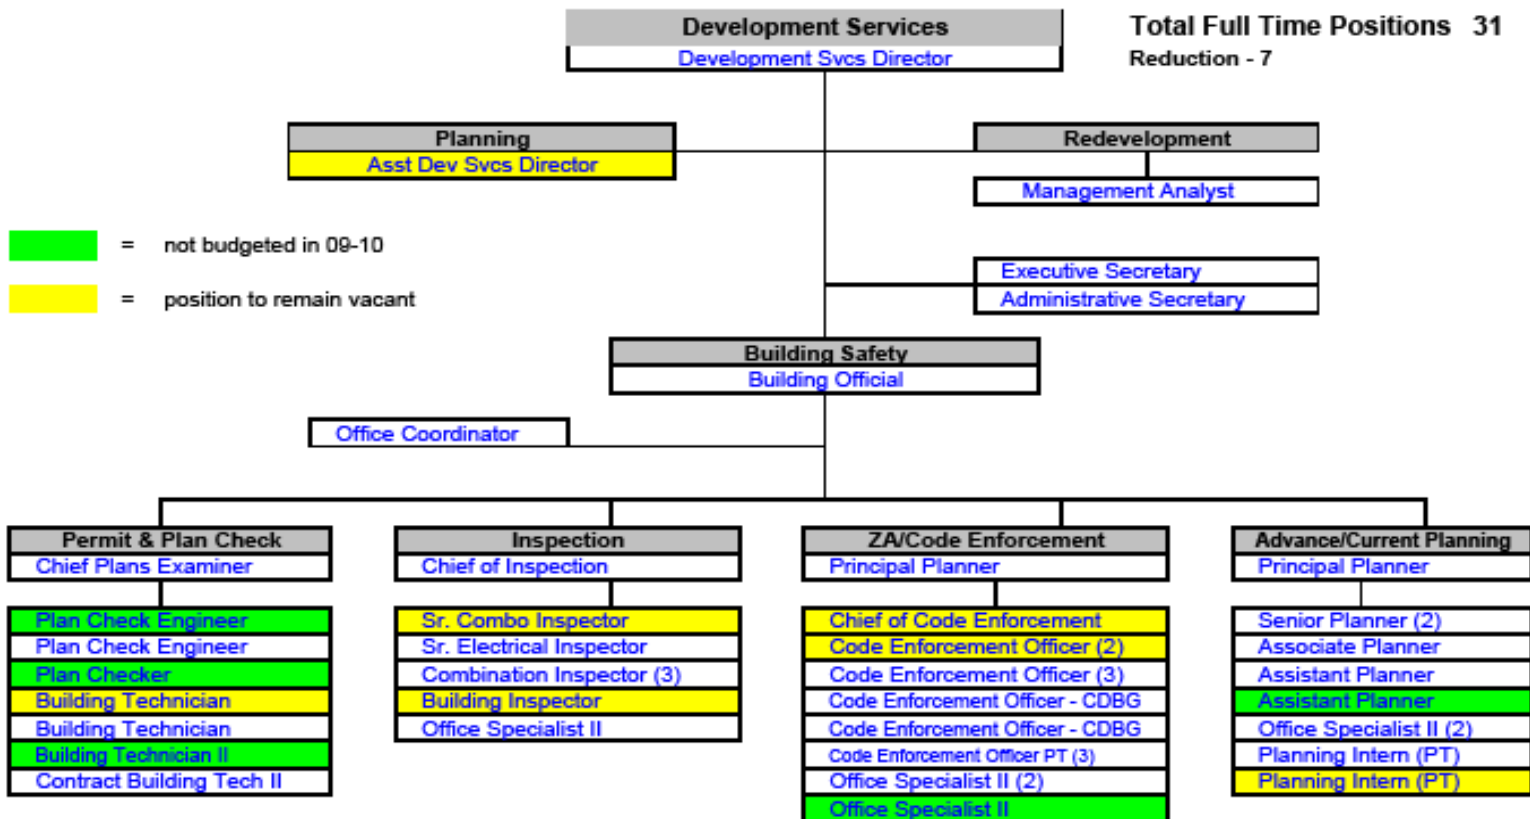 Development Services
Development Svcs Director
Total Full Time Positions 31
Reduction - 7
Planning
Asst Dev Svcs Director
Redevelopment
Management Analyst
= not budgeted in 09-10
= position to remain vacant
Executive Secretary
Administrative Secretary
Building Safety
Building Official
Office Coordinator
Permit & Plan Check
Chief Plans Examiner
Plan Check Engineer
Plan Check Engineer
Plan Checker
Building Technician
Building Technician
Building Technician II
Contract Building Tech II
Inspection
Chief of Inspection
Sr. Combo Inspector
Sr. Electrical Inspector
Combination Inspector (3)
Building Inspector
Office Specialist II
ZA/Code Enforcement
Principal Planner
Chief of Code Enforcement
Code Enforcement Officer (2)
Code Enforcement Officer (3)
Code Enforcement Officer - CDBG
Code Enforcement Officer - CDBG
Code Enforcement Officer PT (3)
Office Specialist II (2)
Office Specialist II
Advance/Current Planning
Principal Planner
Senior Planner (2)
Associate Planner
Assistant Planner
Assistant Planner
Office Specialist II (2)
Planning Intern (PT)
Planning Intern (PT)